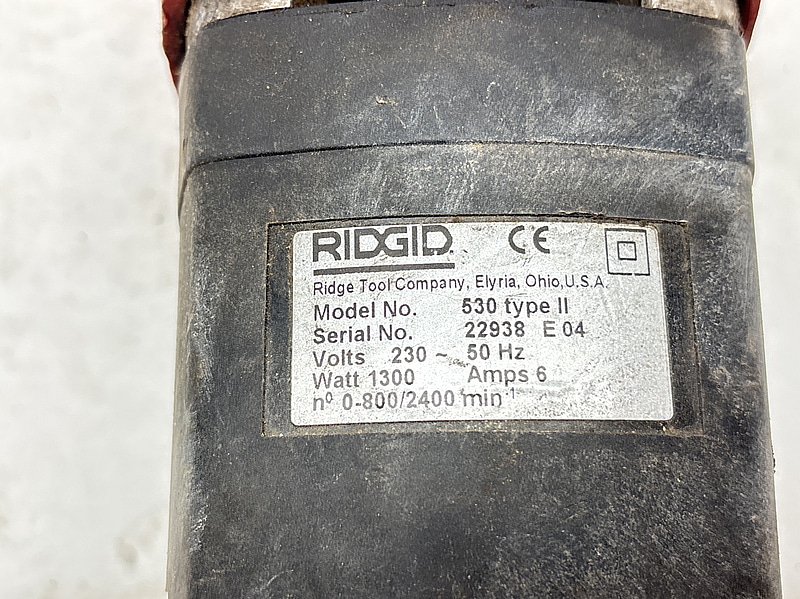 RIDGID. CE
Ridge Tool Company, Elyria, Ohio,U.S.A.
Model No. 530 type II
Serial No. 22938 E 04
Volts 230 ~ 50 Hz
Watt 1300 Amps 6
nº 0-800/2400 min⁻¹